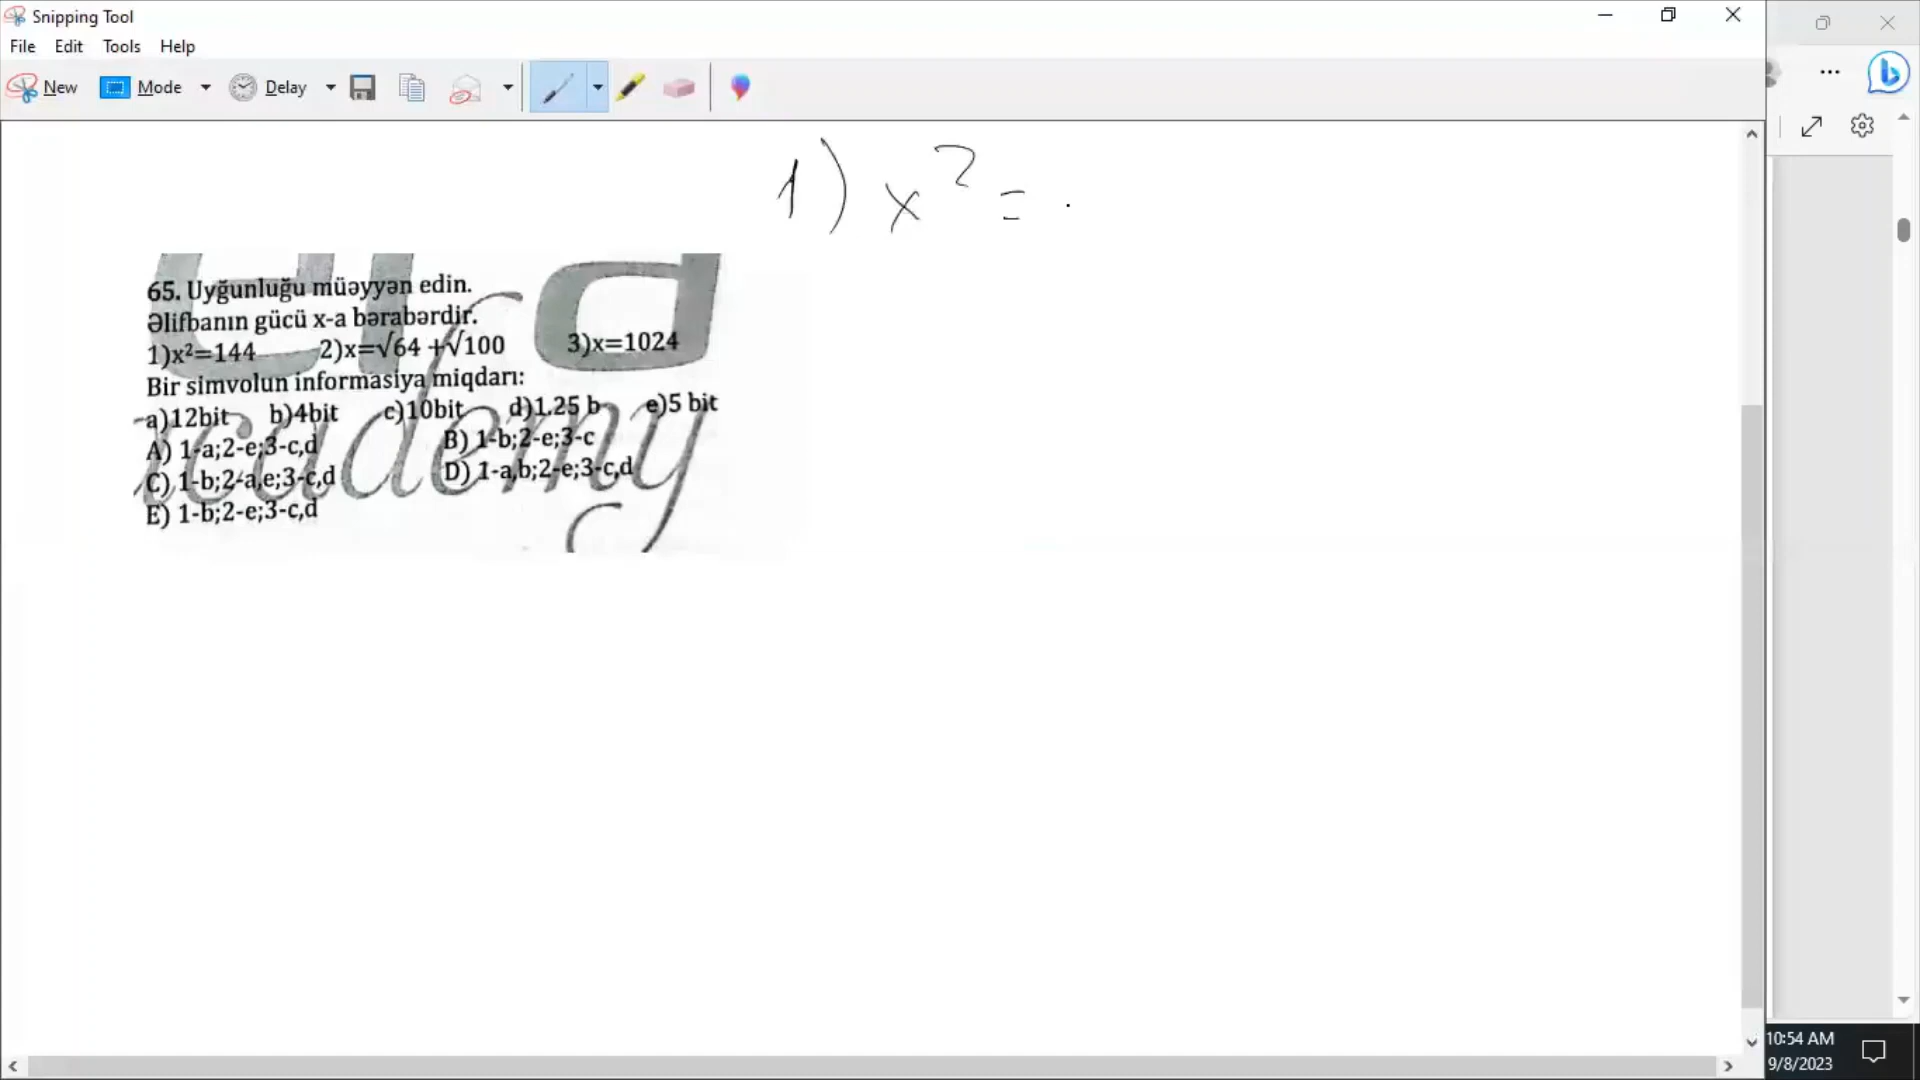 Snipping Tool
File Edit Tools Help
New Mode Delay
1) x² =
65. Uyğunluğu müəyyən edin.
Əlifbanın gücü x-a bərabərdir.
1)x²=144 2)x=√64 +√100 3)x=1024
Bir simvolun informasiya miqdarı:
a)12bit b)4bit c)10bit d)1.25 b e)5 bit
A) 1-a;2-e;3-c,d B) 1-b;2-e;3-c
C) 1-b;2-a,e;3-c,d D) 1-a,b;2-e;3-c,d
E) 1-b;2-e;3-c,d
era
academy
10:54 AM
9/8/2023